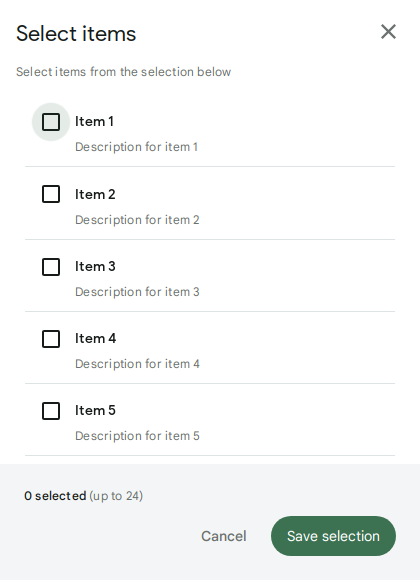 Select items
Select items from the selection below
Item 1
Description for item 1
Item 2
Description for item 2
Item 3
Description for item 3
Item 4
Description for item 4
Item 5
Description for item 5
0 selected (up to 24)
Cancel
Save selection